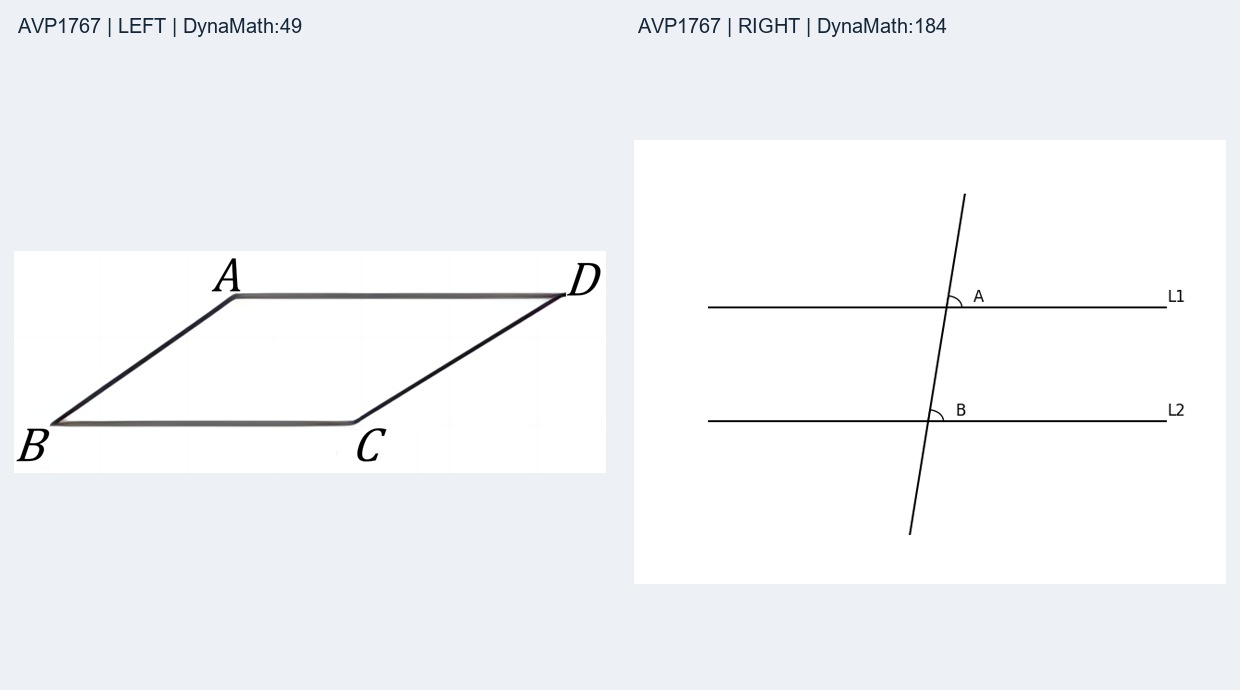 AVP1767 | LEFT | DynaMath:49
AVP1767 | RIGHT | DynaMath:184
A
D
B
C
A
L1
B
L2